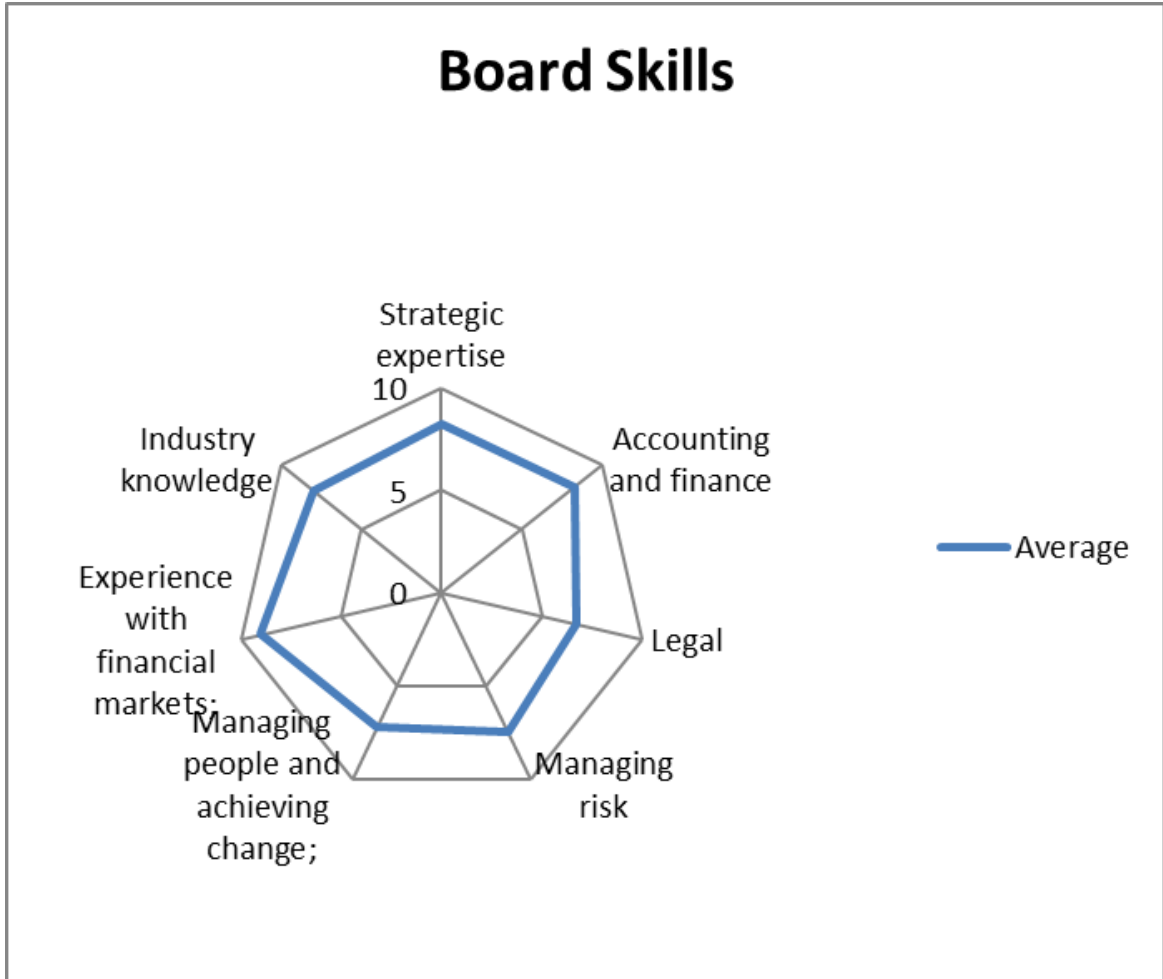 Board Skills
Strategic
expertise
10
5
0
Accounting
and finance
Legal
Managing
risk
Managing
people and
achieving
change;
Experience
with
financial
markets;
Industry
knowledge
Average